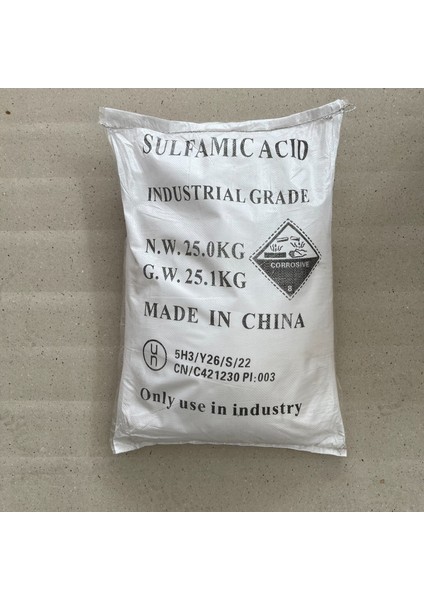 SULFAMIC ACID
INDUSTRIAL GRADE
N.W. 25.0KG
G.W. 25.1KG
CORROSIVE
8
MADE IN CHINA
un
5H3/Y26/S/22
CN/C421230 PI:003
Only use in industry